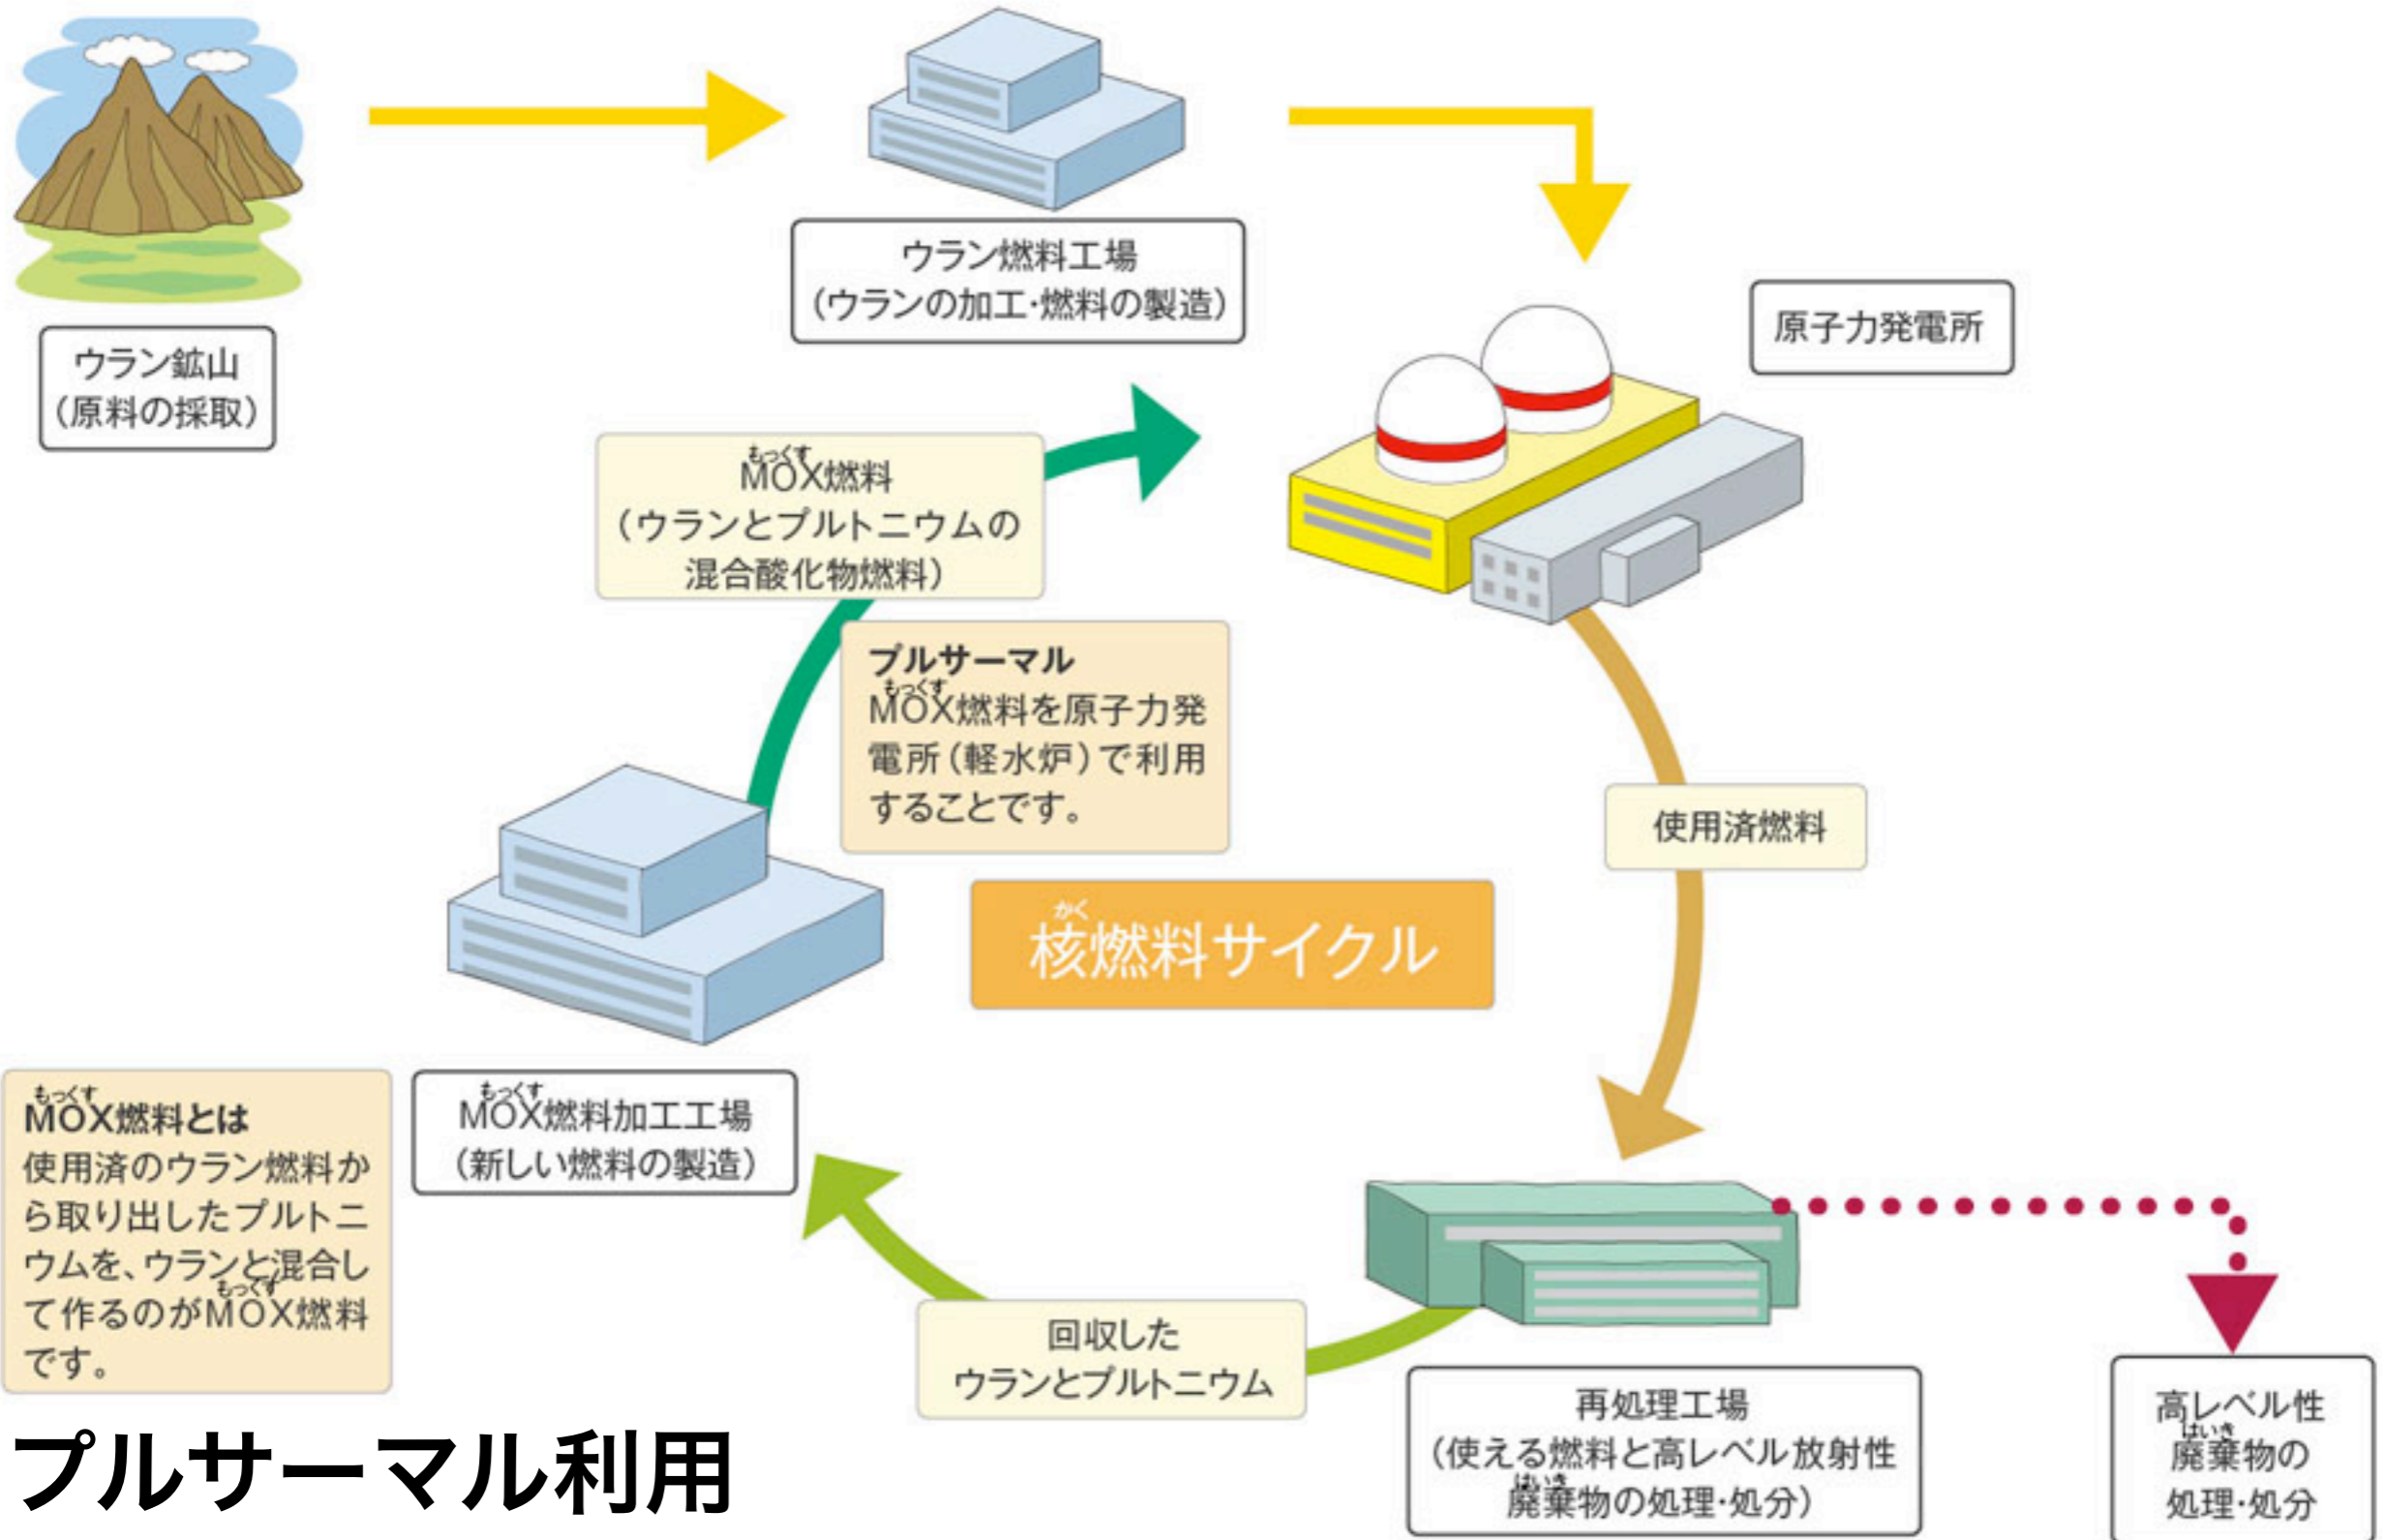 ウラン鉱山
（原料の採取）
ウラン燃料工場
（ウランの加工･燃料の製造）
原子力発電所
もっくす
MOX燃料
（ウランとプルトニウムの
混合酸化物燃料）
プルサーマル
もっくす
MOX燃料を原子力発
電所（軽水炉）で利用
することです。
使用済燃料
かく
核燃料サイクル
もっくす
MOX燃料とは
使用済のウラン燃料か
ら取り出したプルトニ
ウムを、ウランと混合し
もっくす
て作るのがMOX燃料
です。
もっくす
MOX燃料加工工場
（新しい燃料の製造）
回収した
ウランとプルトニウム
再処理工場
（使える燃料と高レベル放射性
はいき
廃棄物の処理･処分）
高レベル性
はいき
廃棄物の
処理･処分
プルサーマル利用